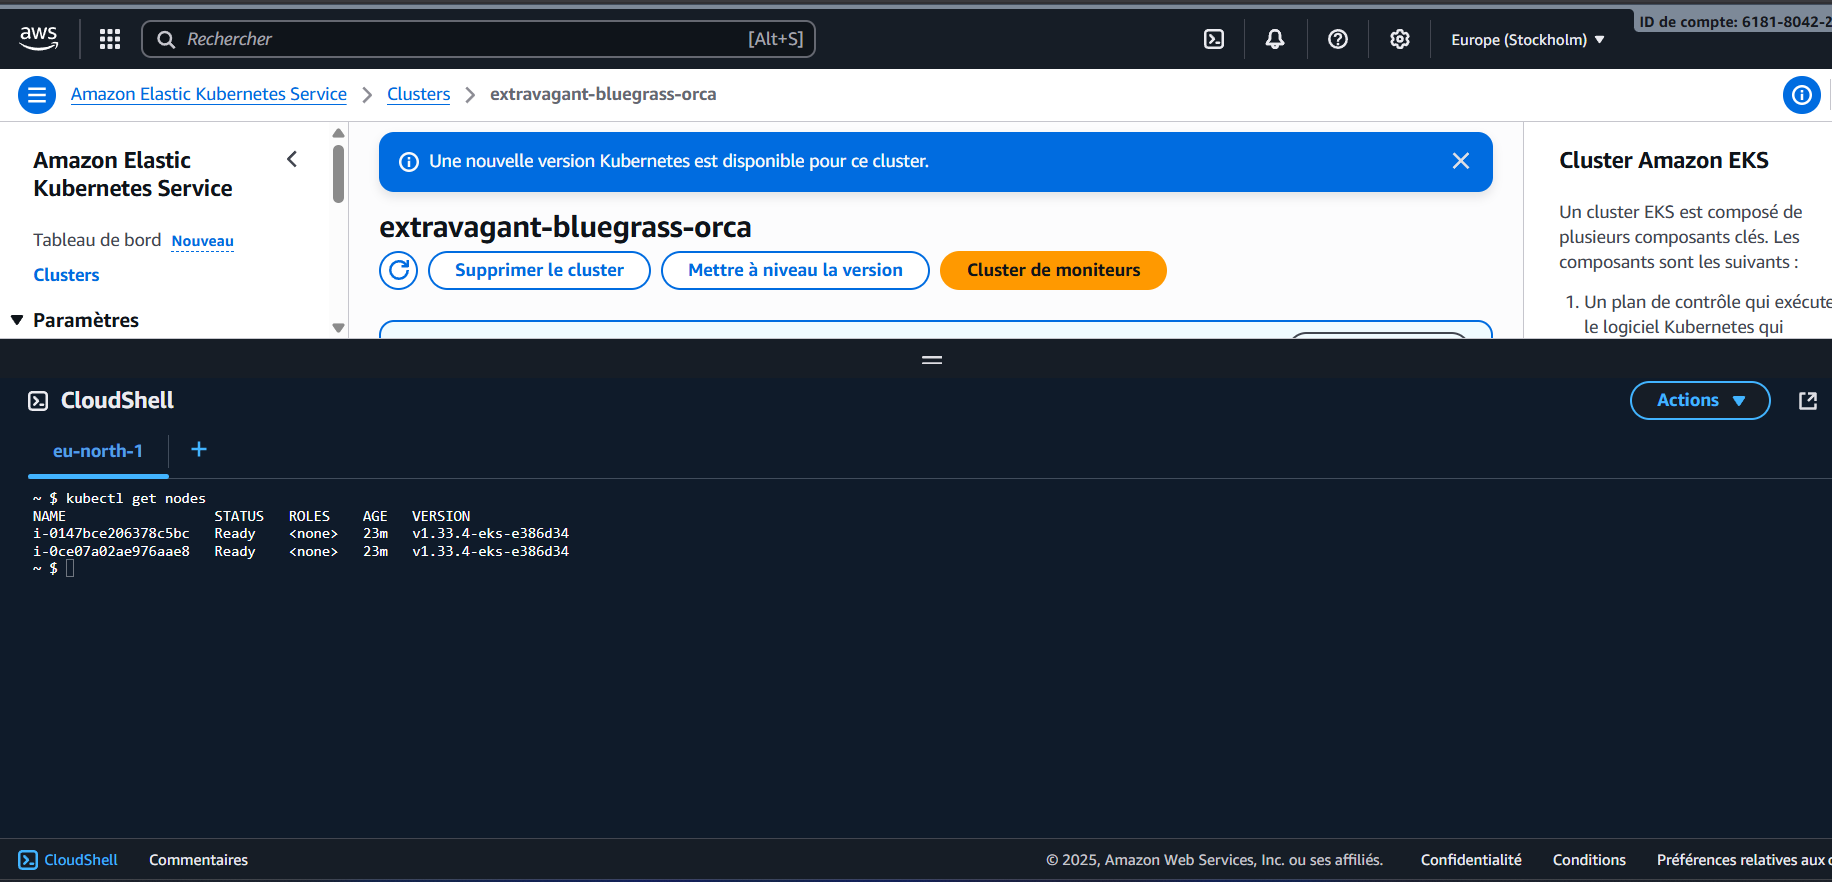 aws
Rechercher [Alt+S]
Europe (Stockholm)
ID de compte: 6181-8042-2
Amazon Elastic Kubernetes Service > Clusters > extravagant-bluegrass-orca
Amazon Elastic
Kubernetes Service
Tableau de bord Nouveau
Clusters
Paramètres
Une nouvelle version Kubernetes est disponible pour ce cluster.
extravagant-bluegrass-orca
Supprimer le cluster
Mettre à niveau la version
Cluster de moniteurs
Cluster Amazon EKS
Un cluster EKS est composé de
plusieurs composants clés. Les
composants sont les suivants :
1. Un plan de contrôle qui exécute
le logiciel Kubernetes qui
CloudShell
Actions
eu-north-1
~ $ kubectl get nodes
NAME STATUS ROLES AGE VERSION
i-0147bce206378c5bc Ready <none> 23m v1.33.4-eks-e386d34
i-0ce07a02ae976aae8 Ready <none> 23m v1.33.4-eks-e386d34
~ $
CloudShell Commentaires © 2025, Amazon Web Services, Inc. ou ses affiliés. Confidentialité Conditions Préférences relatives aux